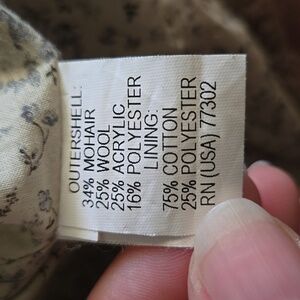 OUTERSHELL:
34% MOHAIR
25% WOOL
25% ACRYLIC
16% POLYESTER
LINING:
75% COTTON
25% POLYESTER
RN (USA) 77302